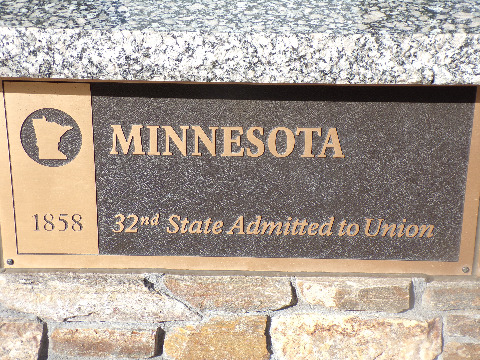 MINNESOTA
1858
32nd State Admitted to Union